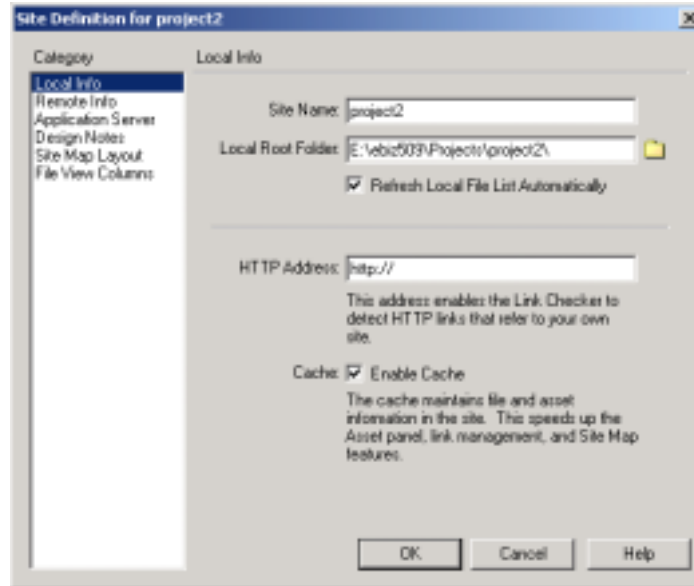 Site Definition for project2
Category
Local Info
Local Info
Remote Info
Application Server
Design Notes
Site Map Layout
File View Columns
Site Name: project2
Local Root Folder: E:\ebiz509\Projects\project2\
Refresh Local File List Automatically
HTTP Address: http://
This address enables the Link Checker to
detect HTTP links that refer to your own
site.
Cache: Enable Cache
The cache maintains file and asset
information in the site. This speeds up the
Asset panel, link management, and Site Map
features.
OK
Cancel
Help